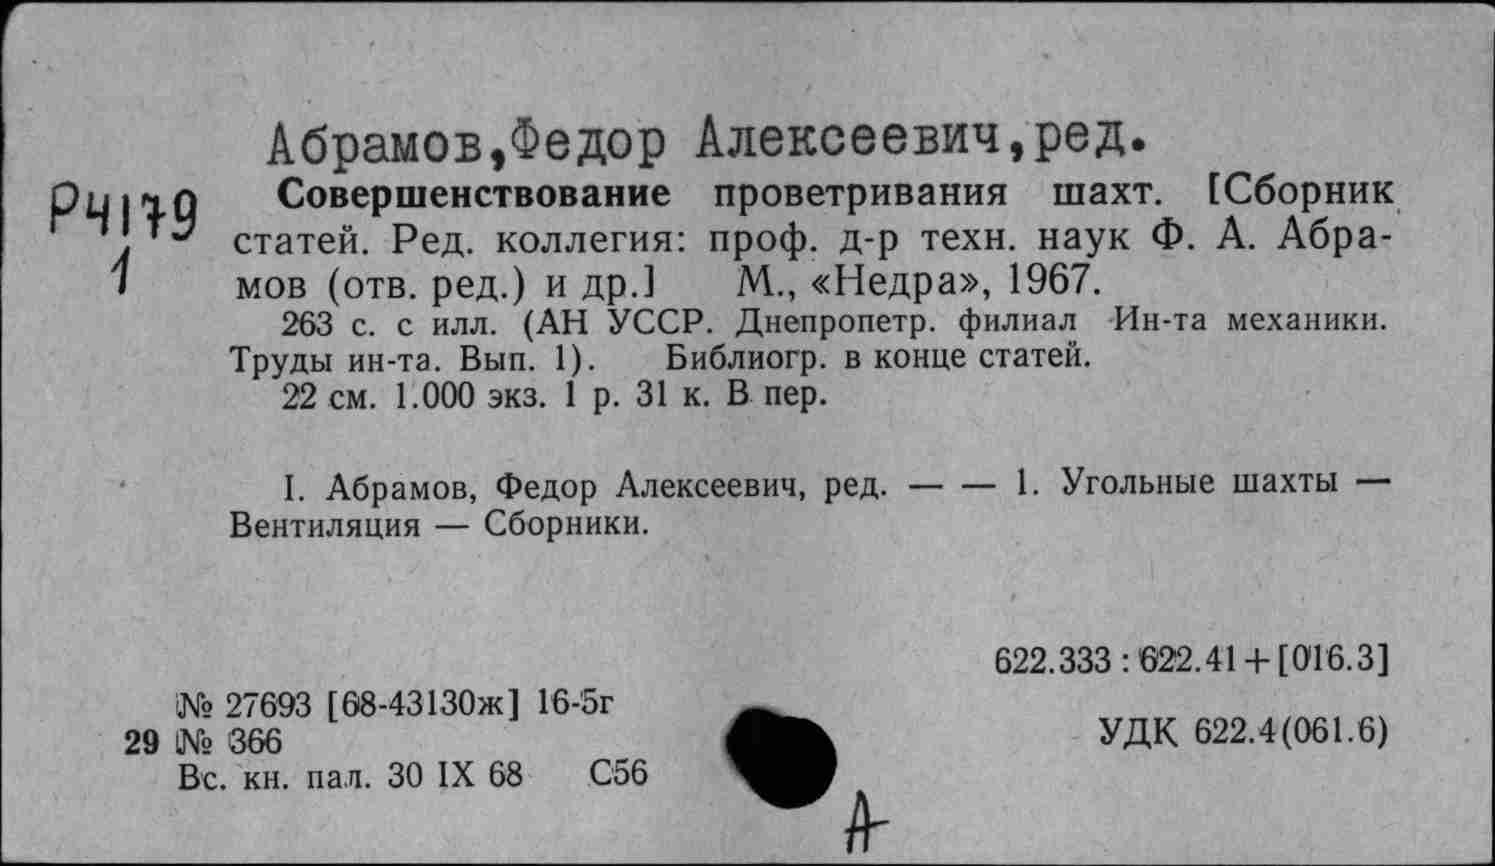 Абрамов,Федор Алексеевич,ред.
Р4179
1
Совершенствование проветривания шахт. [Сборник
статей. Ред. коллегия: проф. д-р техн. наук Ф. А. Абра-
мов (отв. ред.) и др.] М., «Недра», 1967.
263 с. с илл. (АН УССР. Днепропетр. филиал Ин-та механики.
Труды ин-та. Вып. 1). Библиогр. в конце статей.
22 см. 1.000 экз. 1 р. 31 к. В пер.
I. Абрамов, Федор Алексеевич, ред. — — 1. Угольные шахты —
Вентиляция — Сборники.
622.333 : 622.41 + [016.3]
№ 27693 [68-43130ж] 16-5г
29 № 366
УДК 622.4(061.6)
Вс. кн. пал. 30 IX 68 С56
А